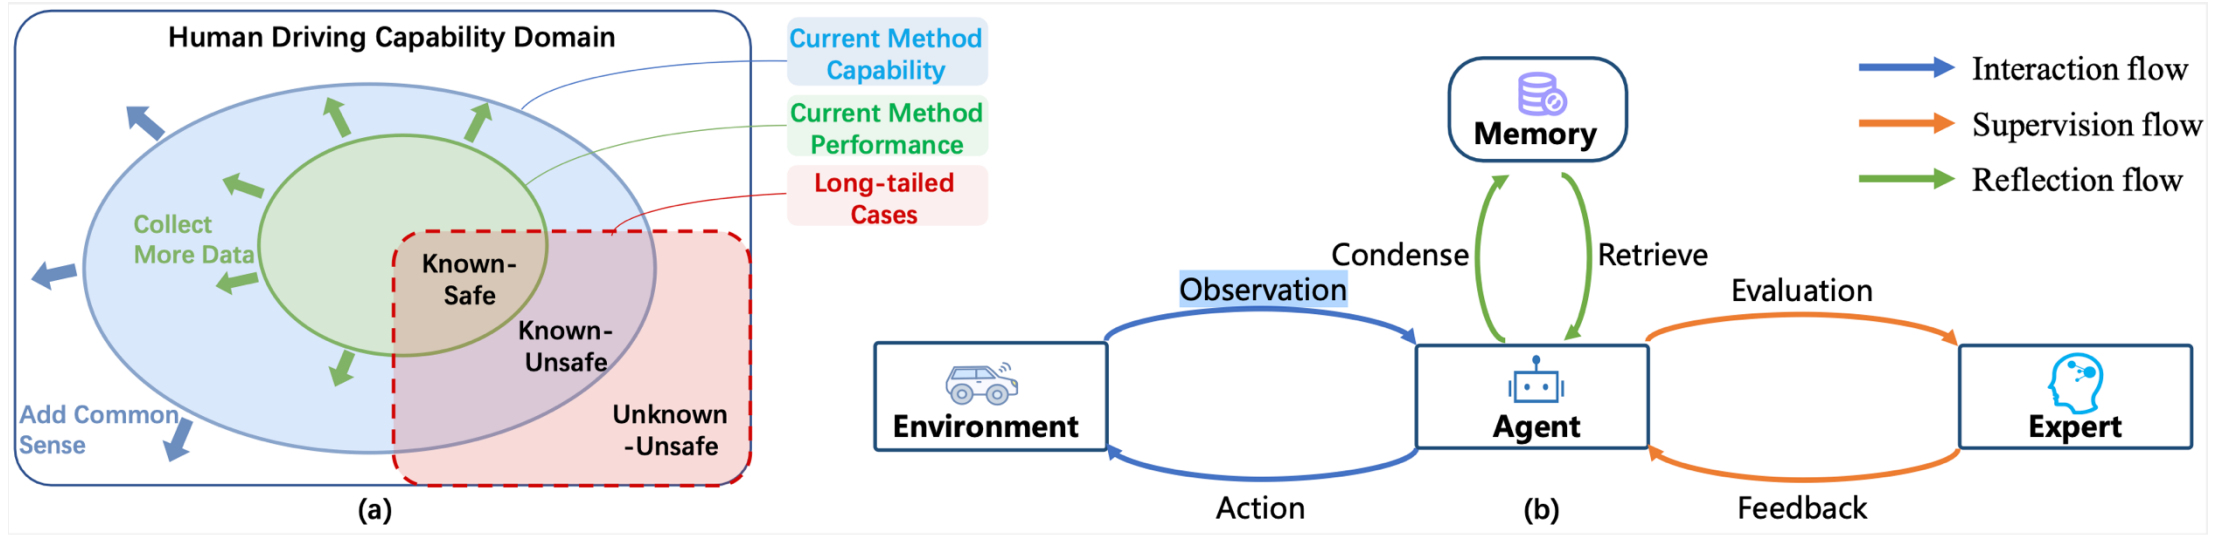 Human Driving Capability Domain
Current Method
Capability
Current Method
Performance
Long-tailed
Cases
Collect
More Data
Known-
Safe
Known-
Unsafe
Unknown
-Unsafe
Add Common
Sense
(a)
Memory
Condense
Retrieve
Observation
Evaluation
Environment
Agent
Expert
Action
Feedback
(b)
Interaction flow
Supervision flow
Reflection flow